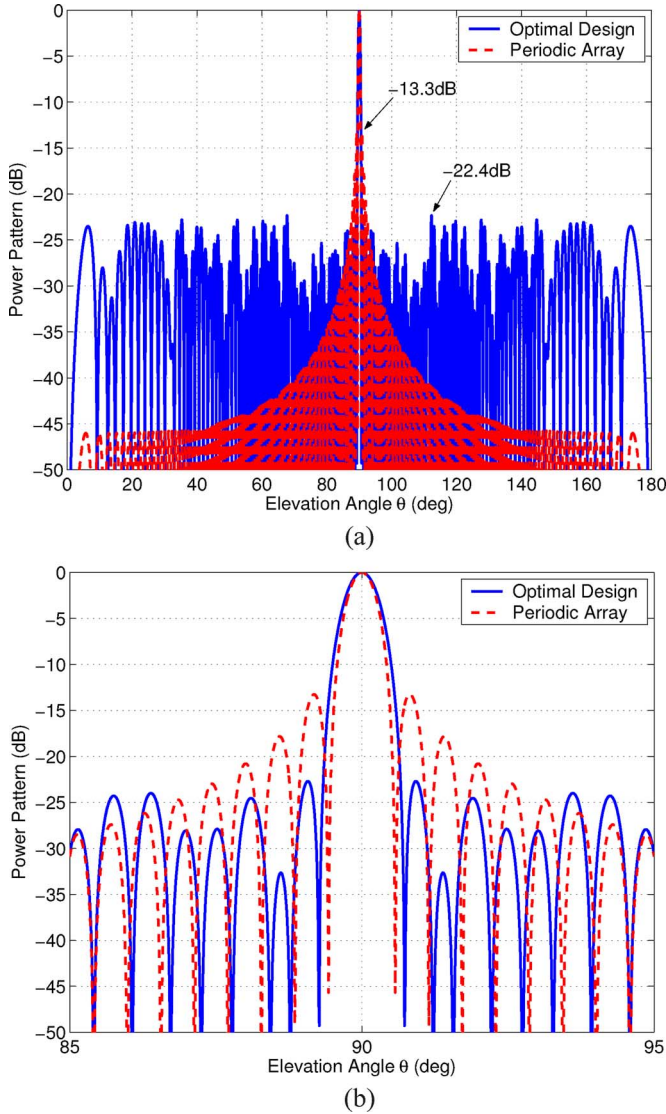 0
−5
−10
−15
−20
−25
−30
−35
−40
−45
−50
Power Pattern (dB)
Optimal Design
Periodic Array
−13.3dB
−22.4dB
0 20 40 60 80 100 120 140 160 180
Elevation Angle θ (deg)
(a)
0
−5
−10
−15
−20
−25
−30
−35
−40
−45
−50
Power Pattern (dB)
Optimal Design
Periodic Array
85 90 95
Elevation Angle θ (deg)
(b)